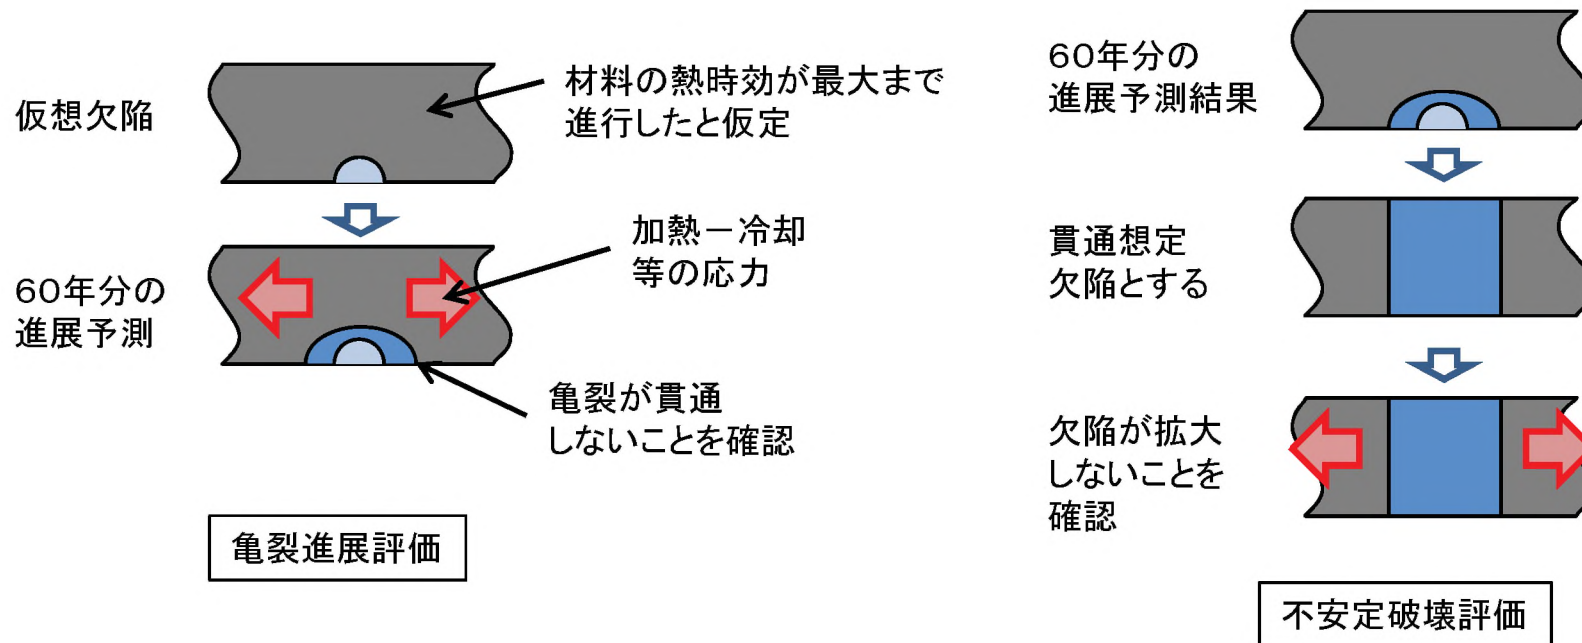 仮想欠陥
材料の熱時効が最大まで
進行したと仮定
60年分の
進展予測
加熱－冷却
等の応力
亀裂が貫通
しないことを確認
亀裂進展評価
60年分の
進展予測結果
貫通想定
欠陥とする
欠陥が拡大
しないことを
確認
不安定破壊評価